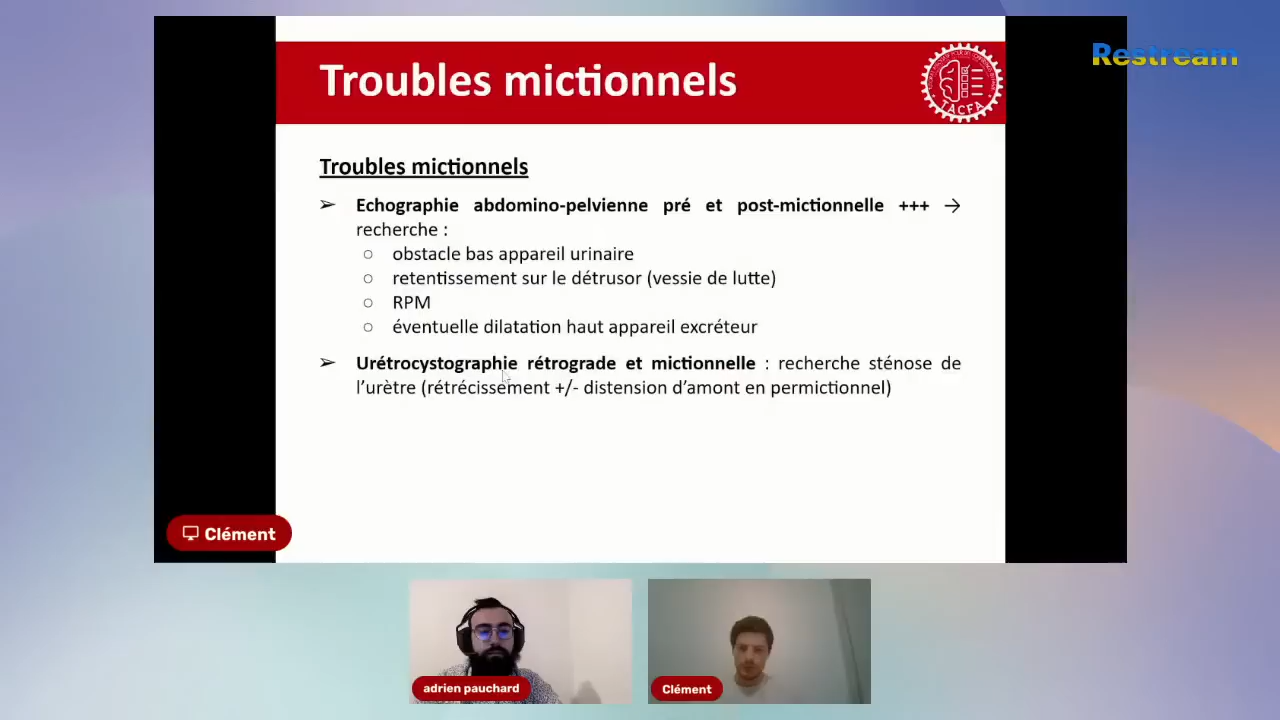 Restream
Troubles mictionnels
TACFA
Troubles mictionnels
➢ Echographie abdomino-pelvienne pré et post-mictionnelle +++ →
recherche :
○ obstacle bas appareil urinaire
○ retentissement sur le détrusor (vessie de lutte)
○ RPM
○ éventuelle dilatation haut appareil excréteur
➢ Urétrocystographie rétrograde et mictionnelle : recherche sténose de
l'urètre (rétrécissement +/- distension d'amont en permictionnel)
Clément
adrien pauchard
Clément